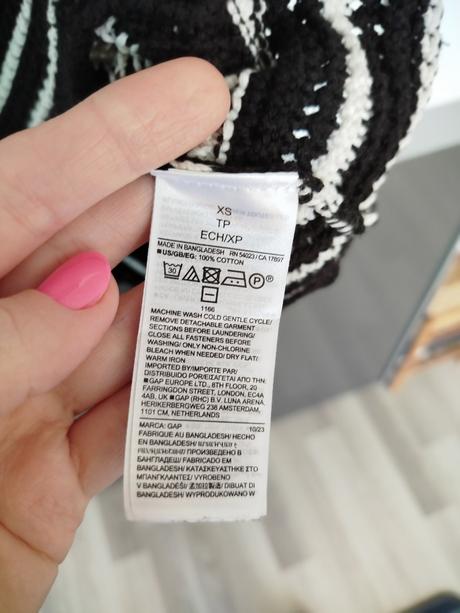 XS
TP
ECH/XP
MADE IN BANGLADESH RN 54023 / CA 17897
■US/GB/EG: 100% COTTON
30 P
1166
MACHINE WASH COLD GENTLE CYCLE/
REMOVE DETACHABLE GARMENT
SECTIONS BEFORE LAUNDERING/
CLOSE ALL FASTENERS BEFORE
WASHING/ ONLY NON-CHLORINE
BLEACH WHEN NEEDED/ DRY FLAT/
WARM IRON
IMPORTED BY/IMPORTE PAR/
DISTRIBUIDO POR/ΕΙΣΑΓΕΤΑΙ ΑΠΟ ΤΗΝ:
■GAP EUROPE LTD., 8TH FLOOR, 20
FARRINGDON STREET, LONDON, EC4A
4AB, UK ■GAP (RHC) B.V. LUNA ARENA,
HERIKERBERGWEG 238 AMSTERDAM,
1101 CM, NETHERLANDS
MARCA: GAP 10/23
FABRIQUE AU BANGLADESH/ HECHO
EN BANGLADESH/ ПРОИЗВЕДЕНО В
БАНГЛАДЕШ/ FABRICADO EM
BANGLADESH/ ΚΑΤΑΣΚΕΥΑΣΤΗΚΕ ΣΤΟ
ΜΠΑΝΓΚΛΑΝΤΕΣ/ VYROBENO
V BANGLADÉŠI/ DIBUAT DI
BANGLADESH/ WYPRODUKOWANO W